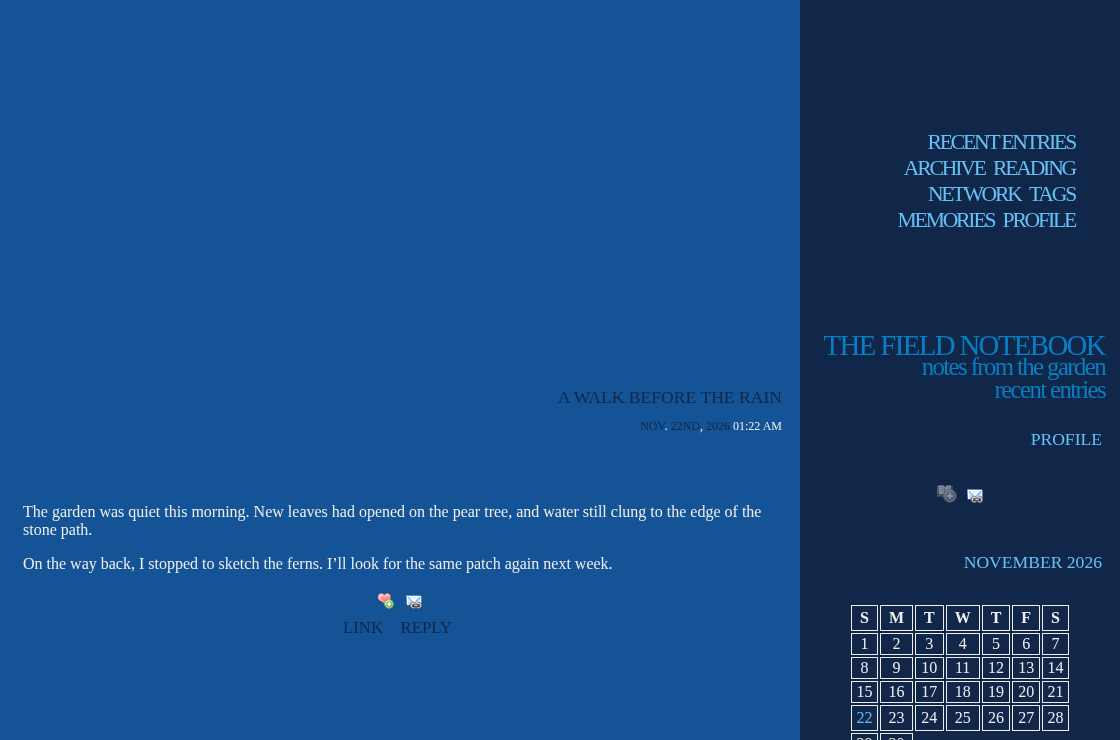 A WALK BEFORE THE RAIN
NOV. 22ND, 2026 01:22 AM
The garden was quiet this morning. New leaves had opened on the pear tree, and water still clung to the edge of the
stone path.
On the way back, I stopped to sketch the ferns. I’ll look for the same patch again next week.
LINK REPLY
RECENT ENTRIES
ARCHIVE READING
NETWORK TAGS
MEMORIES PROFILE
THE FIELD NOTEBOOK
notes from the garden
recent entries
PROFILE
NOVEMBER 2026
S M T W T F S
1 2 3 4 5 6 7
8 9 10 11 12 13 14
15 16 17 18 19 20 21
22 23 24 25 26 27 28
29 30